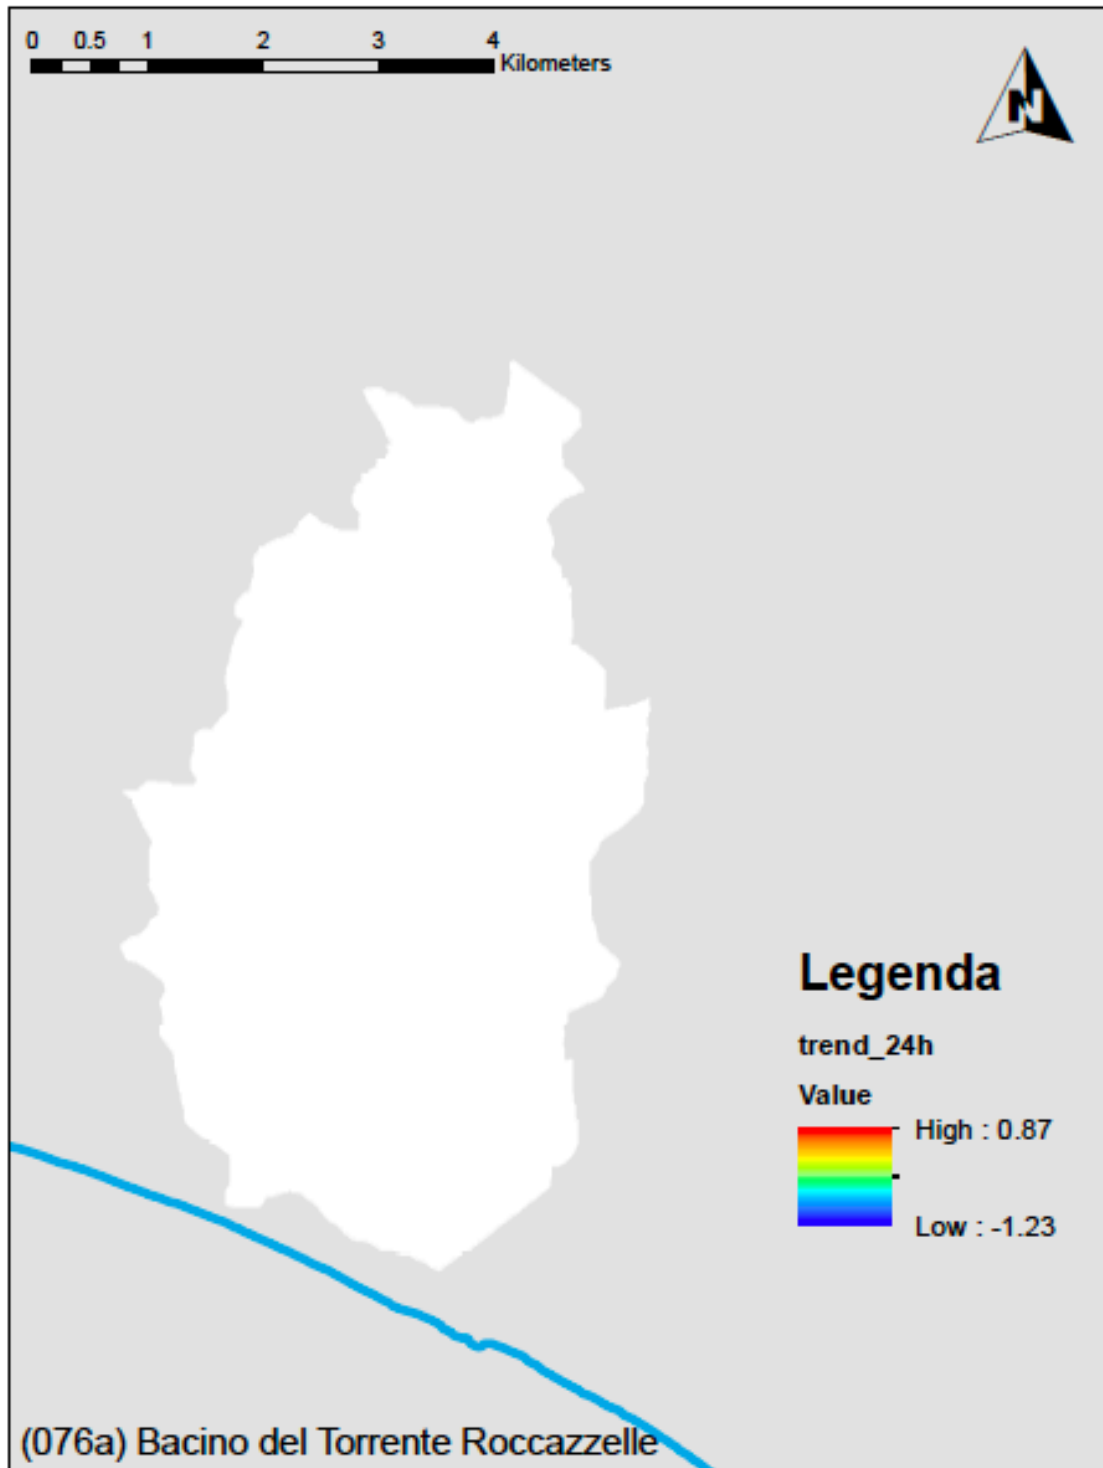 0 0.5 1 2 3 4
Kilometers
N
Legenda
trend_24h
Value
High : 0.87
Low : -1.23
(076a) Bacino del Torrente Roccazzelle